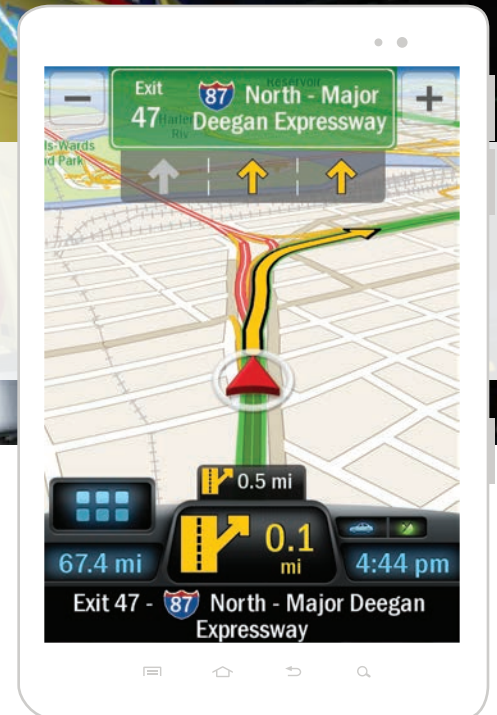 Reservoir
Exit 87 North - Major
47 Deegan Expressway
Harlem
Riv
ls-Wards
nd Park
0.5 mi
0.1
mi
67.4 mi
4:44 pm
Exit 47 - 87 North - Major Deegan
Expressway